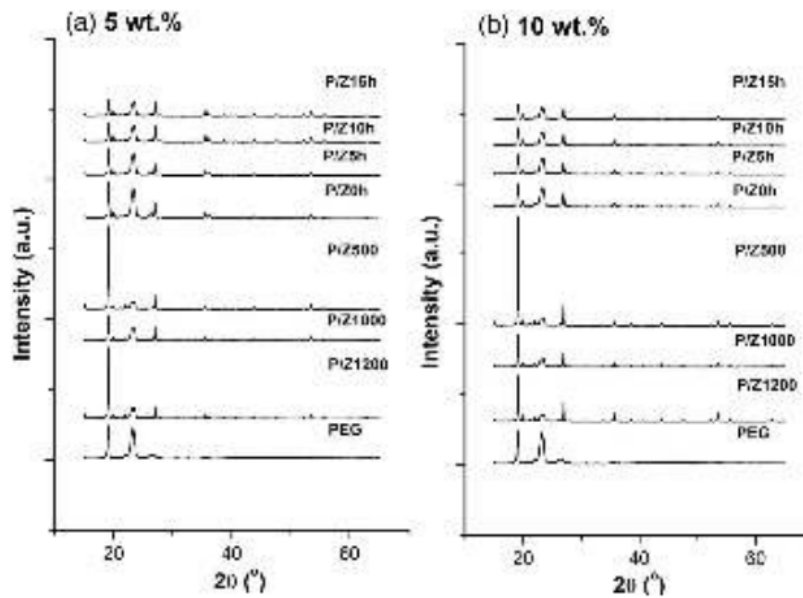 (a) 5 wt.%
P/Z15h
P/Z10h
P/Z5h
P/Z0h
P/Z500
P/Z1000
P/Z1200
PEG
Intensity (a.u.)
20
40
60
2θ (°)
(b) 10 wt.%
P/Z15h
P/Z10h
P/Z5h
P/Z0h
P/Z500
P/Z1000
P/Z1200
PEG
Intensity (a.u.)
20
40
60
2θ (°)